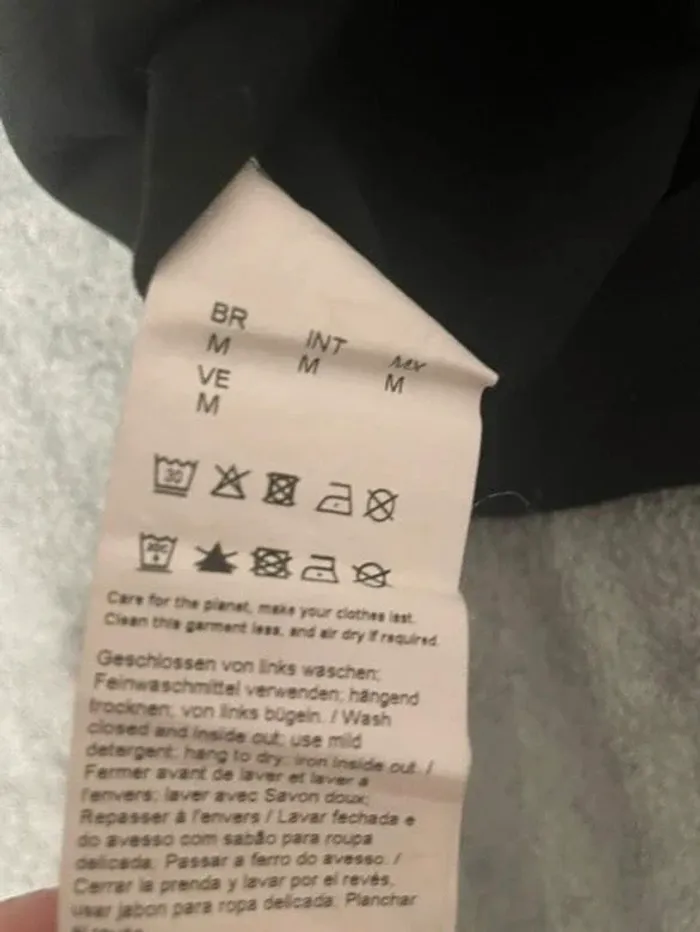 BR
M
INT
M
MX
M
VE
M
30
Care for the planet, make your clothes last.
Clean this garment less, and air dry if required.
Geschlossen von links waschen;
Feinwaschmittel verwenden; hängend
trocknen; von links bügeln. / Wash
closed and inside out; use mild
detergent; hang to dry; iron inside out. /
Fermer avant de laver et laver a
l'envers; laver avec Savon doux;
Repasser à l'envers / Lavar fechada e
do avesso com sabão para roupa
delicada; Passar a ferro do avesso. /
Cerrar la prenda y lavar por el revés,
usar jabon para ropa delicada; Planchar